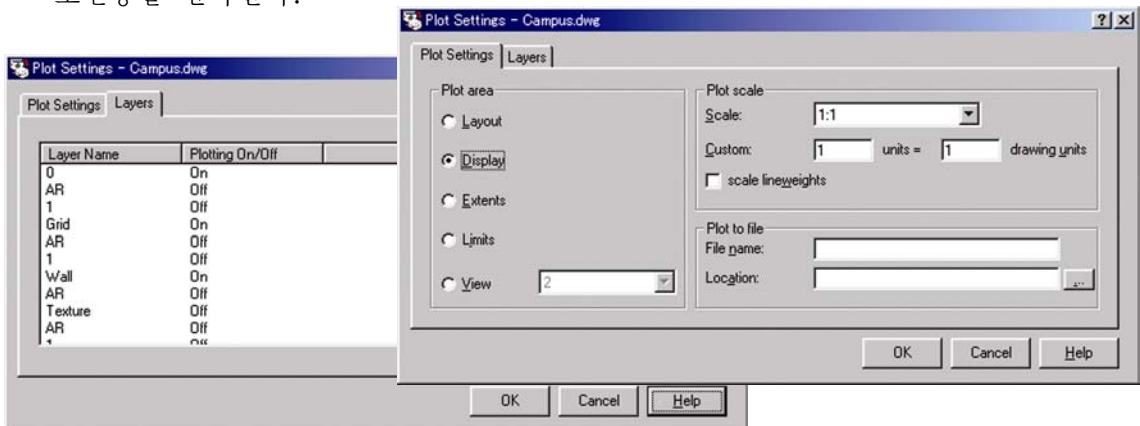 Plot Settings - Campus.dwg
Plot Settings
Layers
Layer Name
Plotting On/Off
0
On
AR
Off
1
Off
Grid
On
AR
Off
1
Off
Wall
On
AR
Off
Texture
Off
AR
Off
1
Off
OK
Cancel
Help
Plot Settings - Campus.dwg
Plot Settings
Layers
Plot area
Layout
Display
Extents
Limits
View
2
Plot scale
Scale:
1:1
Custom:
1
units =
1
drawing units
scale lineweights
Plot to file
File name:
Location:
...
OK
Cancel
Help